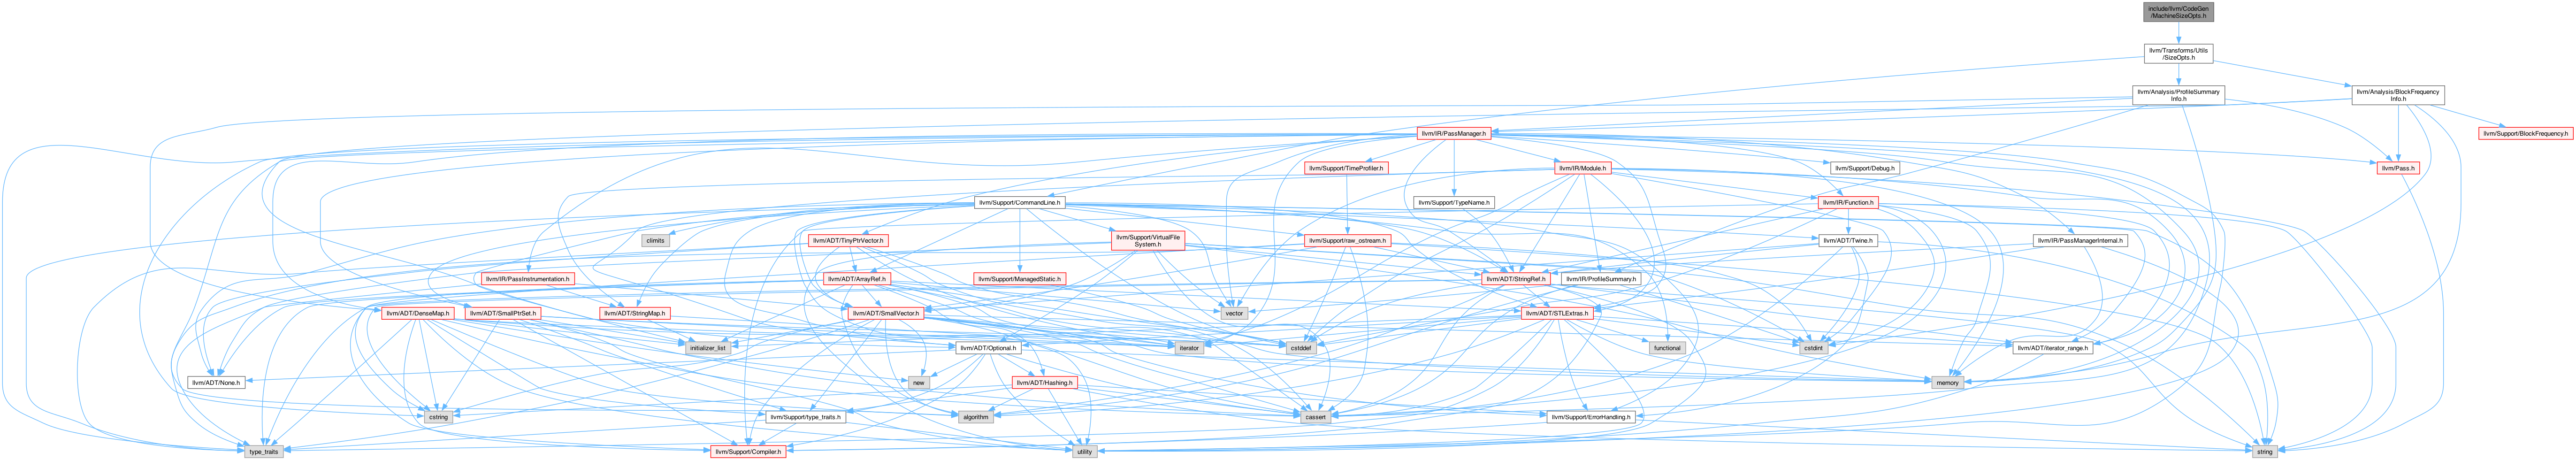 include/llvm/CodeGen
/MachineSizeOpts.h
llvm/Transforms/Utils
/SizeOpts.h
llvm/Analysis/ProfileSummary
Info.h
llvm/Analysis/BlockFrequency
Info.h
llvm/IR/PassManager.h
llvm/Support/BlockFrequency.h
llvm/Support/TimeProfiler.h
llvm/IR/Module.h
llvm/Support/Debug.h
llvm/Pass.h
llvm/Support/CommandLine.h
llvm/Support/TypeName.h
llvm/IR/Function.h
climits
llvm/ADT/TinyPtrVector.h
llvm/Support/VirtualFile
System.h
llvm/Support/raw_ostream.h
llvm/ADT/Twine.h
llvm/IR/PassManagerInternal.h
llvm/IR/PassInstrumentation.h
llvm/ADT/ArrayRef.h
llvm/Support/ManagedStatic.h
llvm/ADT/StringRef.h
llvm/IR/ProfileSummary.h
llvm/ADT/DenseMap.h
llvm/ADT/SmallPtrSet.h
llvm/ADT/StringMap.h
llvm/ADT/SmallVector.h
vector
llvm/ADT/STLExtras.h
initializer_list
llvm/ADT/Optional.h
iterator
cstddef
functional
cstdint
llvm/ADT/iterator_range.h
llvm/ADT/None.h
new
llvm/ADT/Hashing.h
memory
cstring
llvm/Support/type_traits.h
algorithm
cassert
llvm/Support/ErrorHandling.h
type_traits
llvm/Support/Compiler.h
utility
string